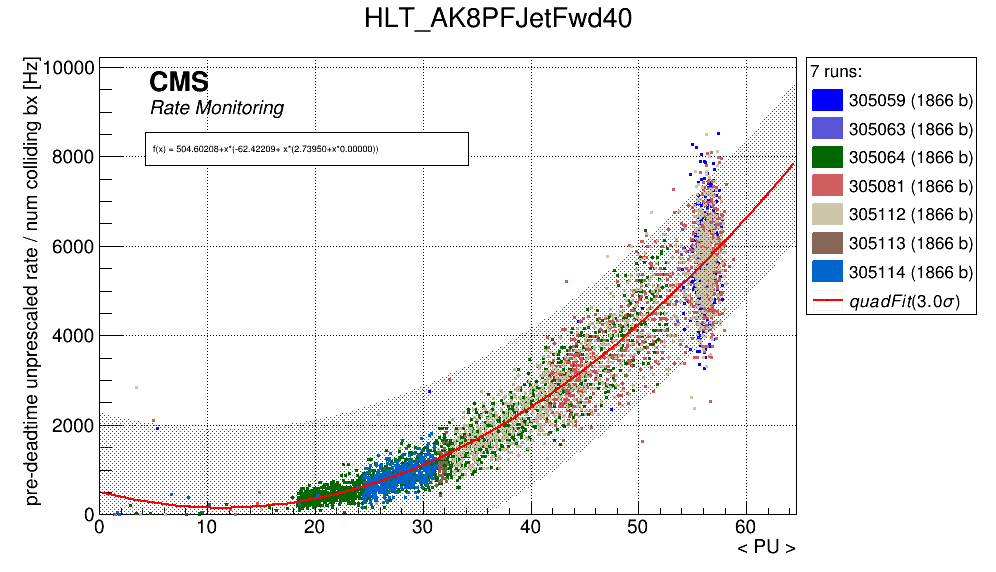 HLT_AK8PFJetFwd40
pre-deadtime unprescaled rate / num colliding bx [Hz]
10000
8000
6000
4000
2000
0
CMS
Rate Monitoring
f(x) = 504.60208+x*(-62.42209+ x*(2.73950+x*0.00000))
0 10 20 30 40 50 60
< PU >
7 runs:
305059 (1866 b)
305063 (1866 b)
305064 (1866 b)
305081 (1866 b)
305112 (1866 b)
305113 (1866 b)
305114 (1866 b)
quadFit(3.0σ)